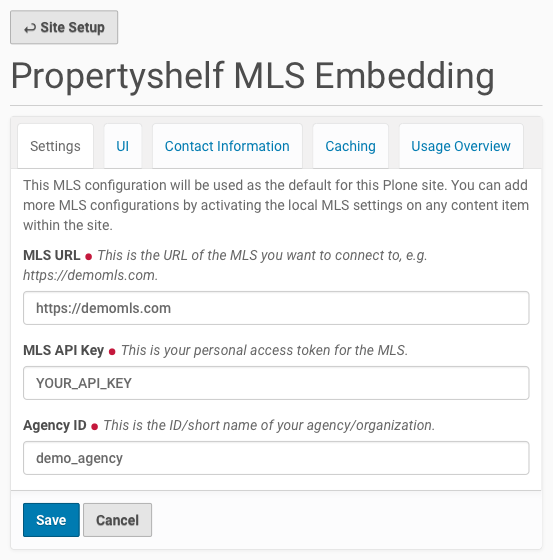 Site Setup
Propertyshelf MLS Embedding
Settings UI Contact Information Caching Usage Overview
This MLS configuration will be used as the default for this Plone site. You can add
more MLS configurations by activating the local MLS settings on any content item
within the site.
MLS URL ● This is the URL of the MLS you want to connect to, e.g.
https://demomls.com.
https://demomls.com
MLS API Key ● This is your personal access token for the MLS.
YOUR_API_KEY
Agency ID ● This is the ID/short name of your agency/organization.
demo_agency
Save Cancel